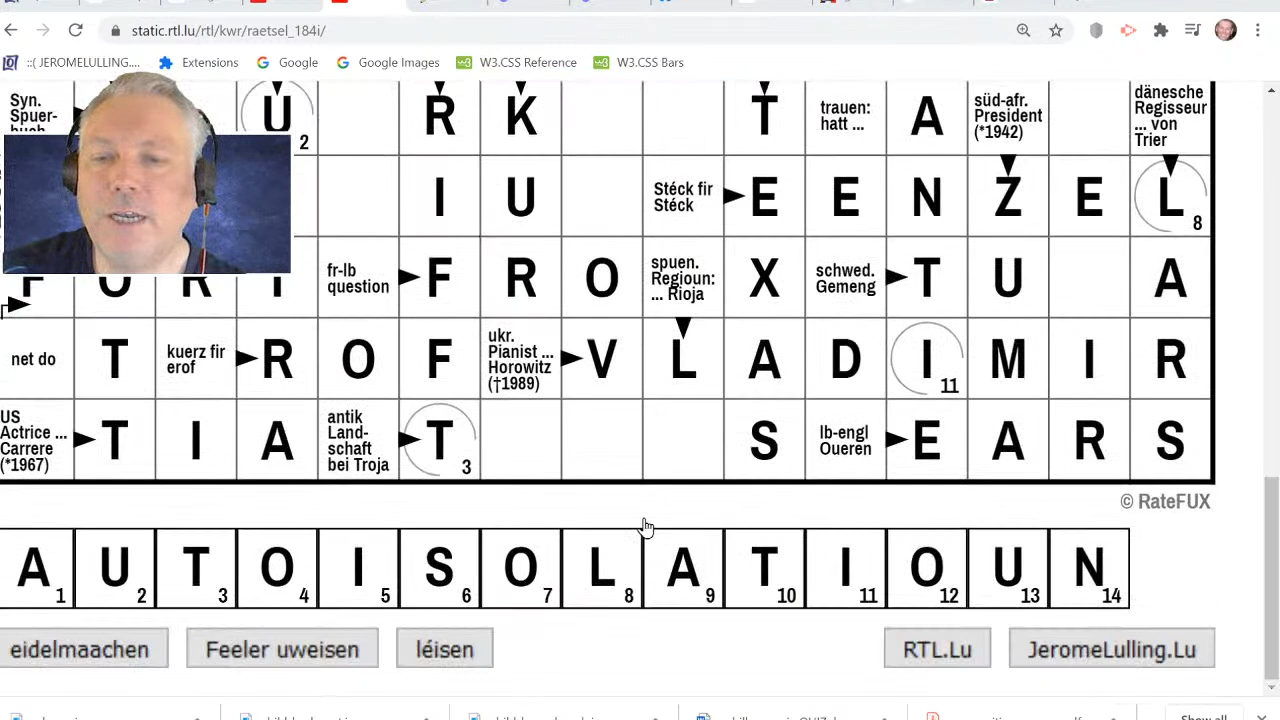 static.rtl.lu/rtl/kwr/raetsel_184i/
::( JEROMELULLING.... Extensions Google Google Images W3.CSS Reference W3.CSS Bars
Syn.
Spuer-
U 2 R K T
trauen:
hatt ...
A
süd-afr.
President
(*1942)
dänesche
Regisseur
... von
Trier
I U
Stéck fir
Stéck
E E N Z E L 8
F O R I
fr-lb
question
F R O
spuen.
Regioun:
... Rioja
X
schwed.
Gemeng
T U A
net do
T
kuerz fir
erof
R O F
ukr.
Pianist ...
Horowitz
(†1989)
V L A D I 11 M I R
US
Actrice ...
Carrere
(*1967)
T I A
antik
Land-
schaft
bei Troja
T 3 S
lb-engl
Oueren
E A R S
© RateFUX
A U T O I S O L A T I O U N
1 2 3 4 5 6 7 8 9 10 11 12 13 14
eidelmaachen Feeler uweisen léisen RTL.Lu JeromeLulling.Lu
Show all